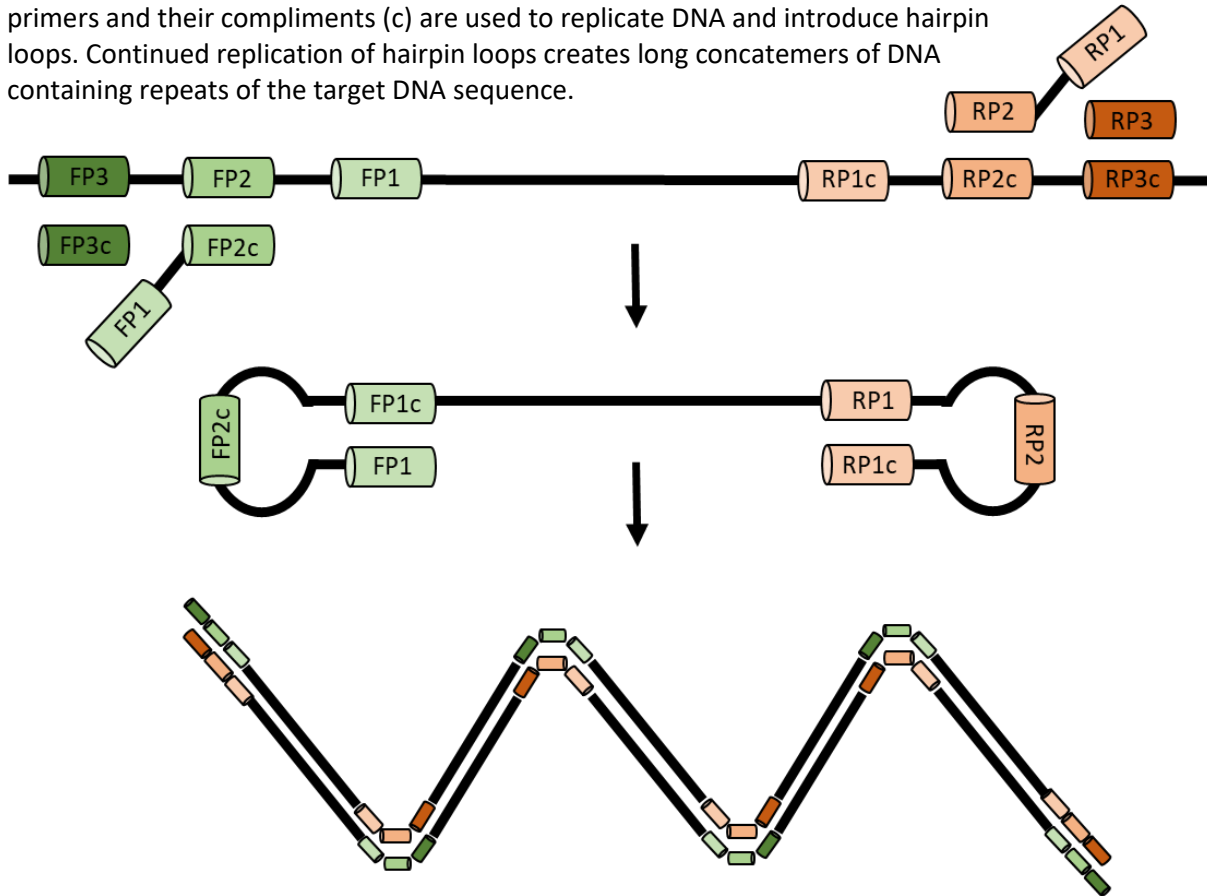 primers and their compliments (c) are used to replicate DNA and introduce hairpin
loops. Continued replication of hairpin loops creates long concatemers of DNA
containing repeats of the target DNA sequence.
RP1
RP2 RP3
FP3 FP2 FP1 RP1c RP2c RP3c
FP3c FP2c
FP1
FP1c RP1
FP2c RP2
FP1 RP1c